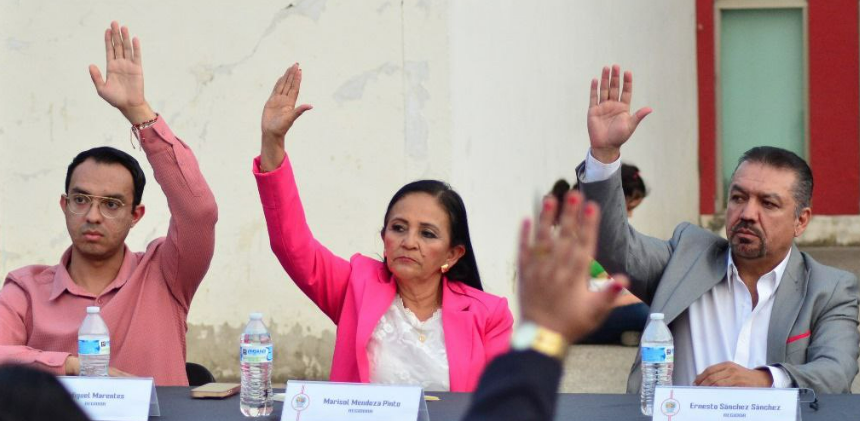 Miguel Marentes
REGIDOR
Marisol Mendoza Pinto
REGIDORA
Ernesto Sánchez Sánchez
REGIDOR